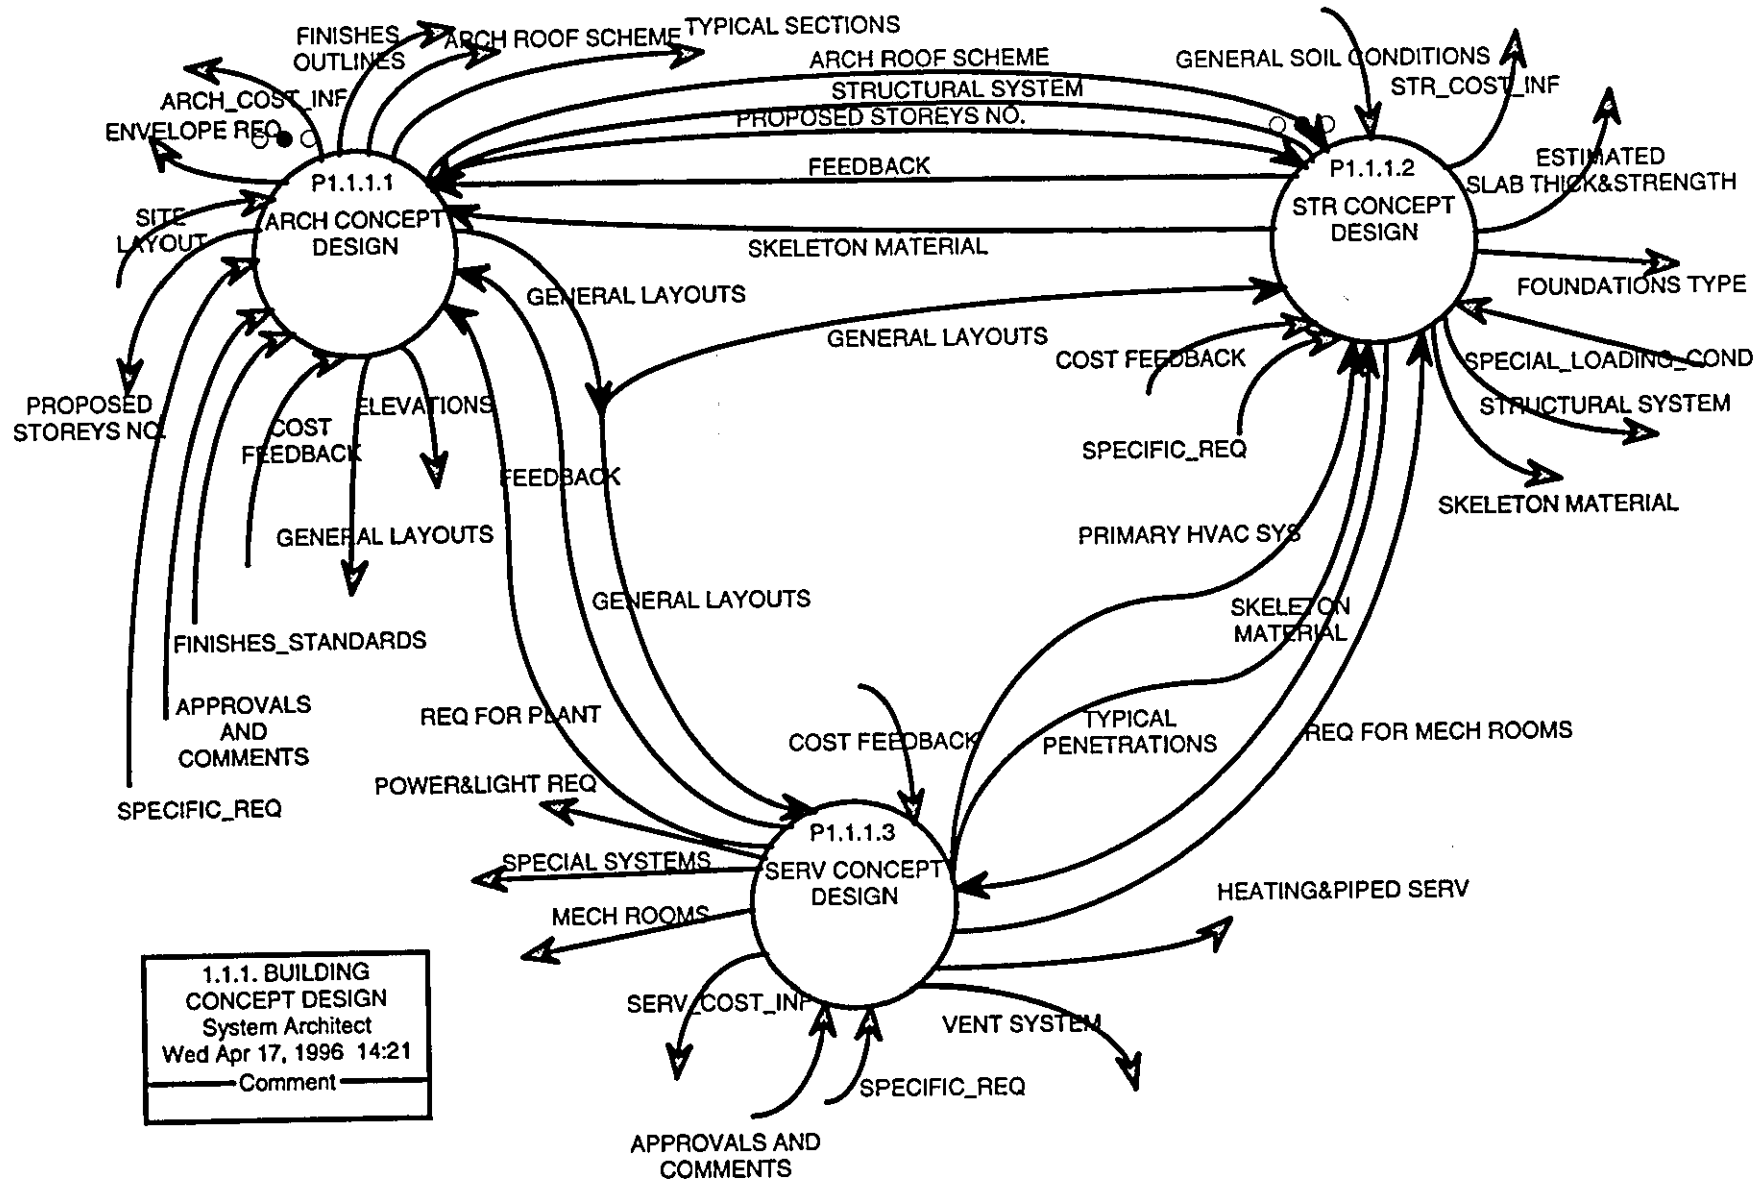 FINISHES
OUTLINES
ARCH ROOF SCHEME
TYPICAL SECTIONS
ARCH_COST_INF
ENVELOPE REQ
ARCH ROOF SCHEME
STRUCTURAL SYSTEM
PROPOSED STOREYS NO.
FEEDBACK
SKELETON MATERIAL
GENERAL SOIL CONDITIONS
STR_COST_INF
ESTIMATED
SLAB THICK&STRENGTH
P1.1.1.1
ARCH CONCEPT
DESIGN
P1.1.1.2
STR CONCEPT
DESIGN
SITE
LAYOUT
GENERAL LAYOUTS
GENERAL LAYOUTS
FOUNDATIONS TYPE
COST FEEDBACK
SPECIAL_LOADING_COND
PROPOSED
STOREYS NO.
COST
FEEDBACK
ELEVATIONS
STRUCTURAL SYSTEM
SPECIFIC_REQ
FEEDBACK
SKELETON MATERIAL
GENERAL LAYOUTS
PRIMARY HVAC SYS
GENERAL LAYOUTS
SKELETON
MATERIAL
FINISHES_STANDARDS
APPROVALS
AND
COMMENTS
REQ FOR PLANT
COST FEEDBACK
TYPICAL
PENETRATIONS
REQ FOR MECH ROOMS
POWER&LIGHT REQ
SPECIFIC_REQ
P1.1.1.3
SERV CONCEPT
DESIGN
SPECIAL SYSTEMS
MECH ROOMS
HEATING&PIPED SERV
SERV_COST_INF
VENT SYSTEM
SPECIFIC_REQ
APPROVALS AND
COMMENTS
1.1.1. BUILDING
CONCEPT DESIGN
System Architect
Wed Apr 17, 1996 14:21
Comment